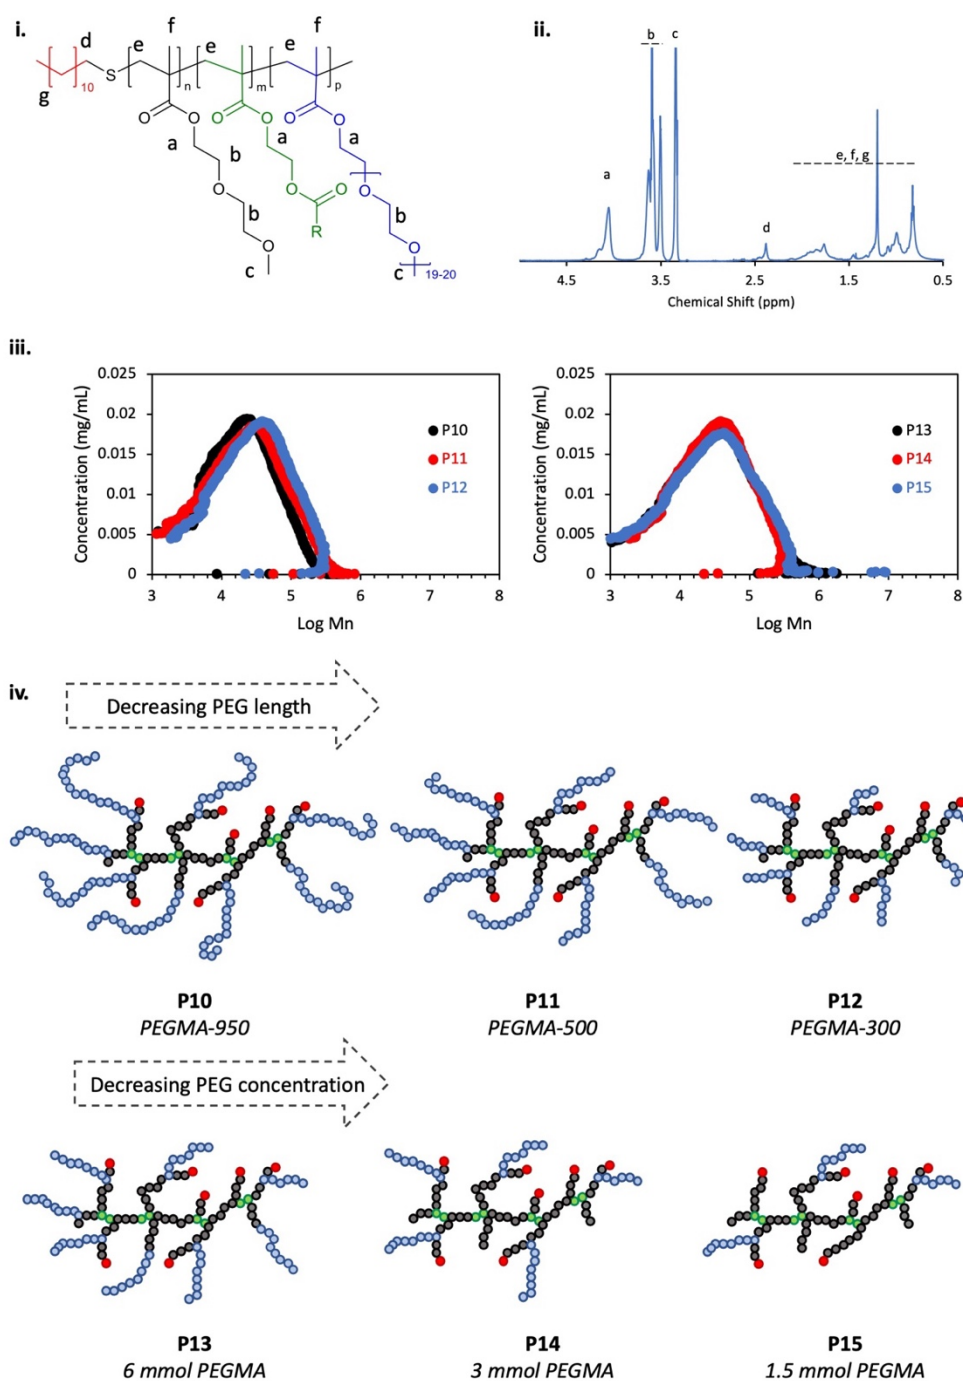 i.
d
e
f
e
f
e
f
S
n
m
p
10
g
O
O
O
O
O
O
a
a
a
b
O
O
O
O
b
b
R
O
O
c
c
19-20
ii.
b
c
a
e, f, g
d
4.5
3.5
2.5
1.5
0.5
Chemical Shift (ppm)
iii.
Concentration (mg/mL)
0.025
0.02
0.015
0.01
0.005
0
3
4
5
6
7
8
Log Mn
P10
P11
P12
Concentration (mg/mL)
0.025
0.02
0.015
0.01
0.005
0
3
4
5
6
7
8
Log Mn
P13
P14
P15
iv.
Decreasing PEG length
P10
PEGMA-950
P11
PEGMA-500
P12
PEGMA-300
Decreasing PEG concentration
P13
6 mmol PEGMA
P14
3 mmol PEGMA
P15
1.5 mmol PEGMA